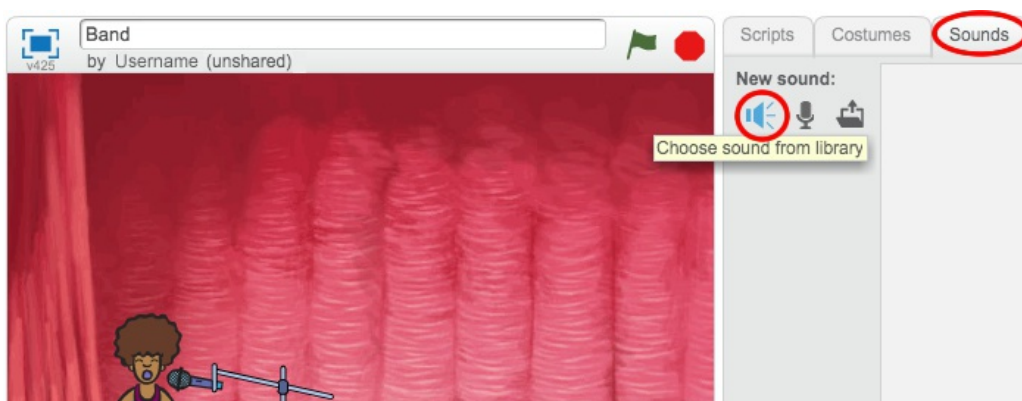 Band
v425
by Username (unshared)
Scripts
Costumes
Sounds
New sound:
Choose sound from library